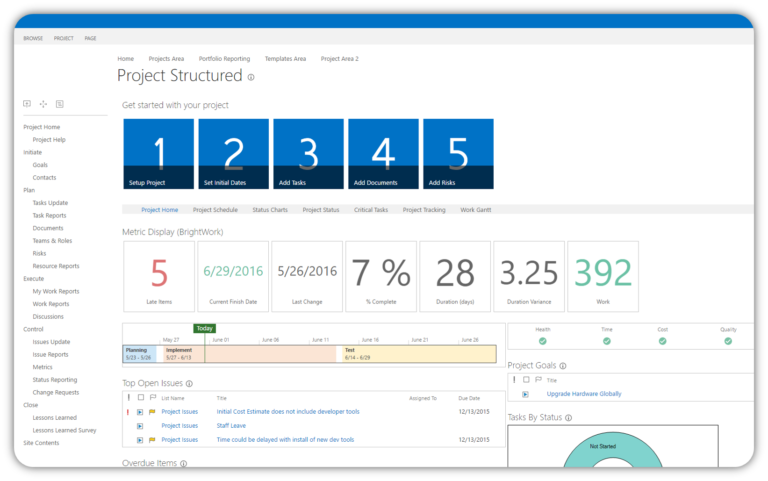 BROWSE PROJECT PAGE
Home Projects Area Portfolio Reporting Templates Area Project Area 2
Project Structured
Get started with your project
1 2 3 4 5
Setup Project Set Initial Dates Add Tasks Add Documents Add Risks
Project Home
Project Help
Initiate
Goals
Contacts
Plan
Tasks Update
Task Reports
Documents
Teams & Roles
Risks
Resource Reports
Execute
My Work Reports
Work Reports
Discussions
Control
Issues Update
Issue Reports
Metrics
Status Reporting
Change Requests
Close
Lessons Learned
Lessons Learned Survey
Site Contents
Project Home Project Schedule Status Charts Project Status Critical Tasks Project Tracking Work Gantt
Metric Display (BrightWork)
5 6/29/2016 5/26/2016 7 % 28 3.25 392
Late Items Current Finish Date Last Change % Complete Duration (days) Duration Variance Work
Today
May 27 June 01 June 06 June 11 June 16 June 21 June 28
Planning Implement Test
5/23 - 5/26 5/27 - 6/13 6/14 - 6/29
Health Time Cost Quality
Project Goals
Title
Upgrade Hardware Globally
Top Open Issues
List Name Title Assigned To Due Date
Project Issues Initial Cost Estimate does not include developer tools 12/13/2015
Project Issues Staff Leave
Project Issues Time could be delayed with install of new dev tools 12/13/2015
Overdue Items
Tasks By Status
Not Started